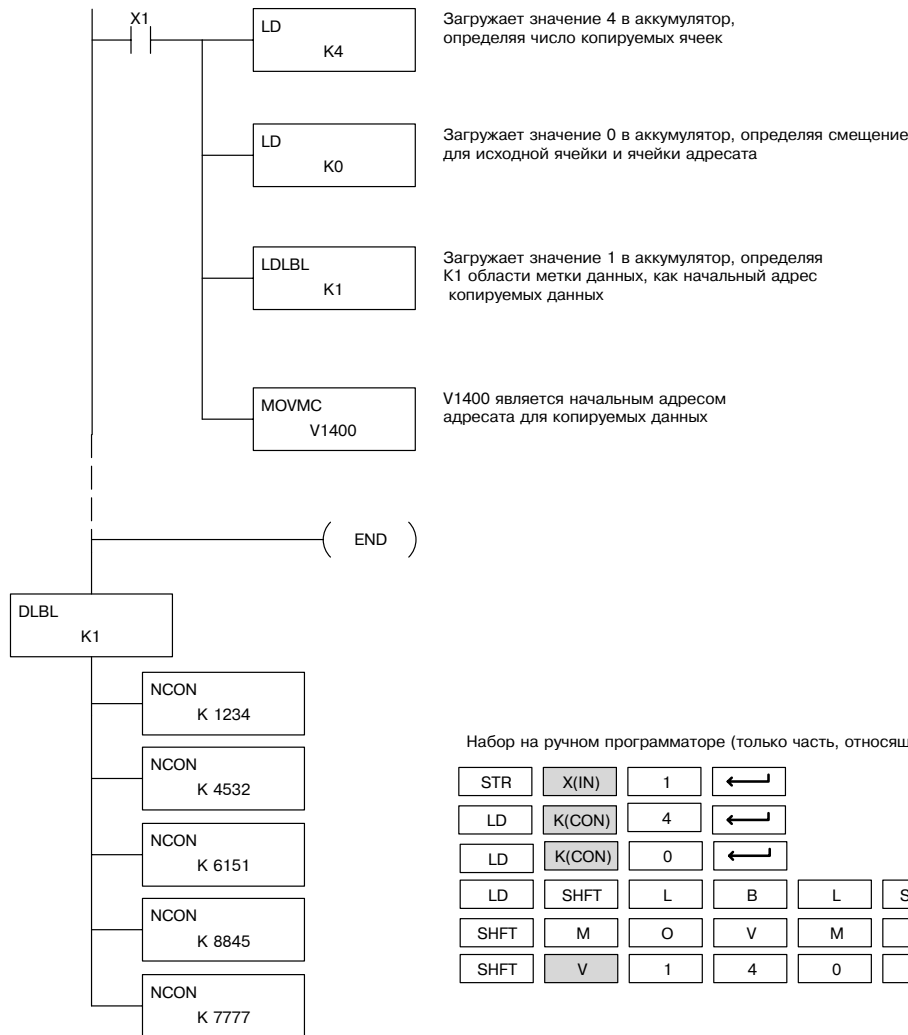 X1
LD
K4
Загружает значение 4 в аккумулятор,
определяя число копируемых ячеек
LD
K0
Загружает значение 0 в аккумулятор, определяя смещение
для исходной ячейки и ячейки адресата
LDLBL
K1
Загружает значение 1 в аккумулятор, определяя
K1 области метки данных, как начальный адрес
копируемых данных
MOVMC
V1400
V1400 является начальным адресом
адресата для копируемых данных
END
DLBL
K1
NCON
K 1234
NCON
K 4532
NCON
K 6151
NCON
K 8845
NCON
K 7777
Набор на ручном программаторе (только часть,
STR X(IN) 1
LD K(CON) 4
LD K(CON) 0
LD SHFT L B L
SHFT M O V M
SHFT V 1 4 0